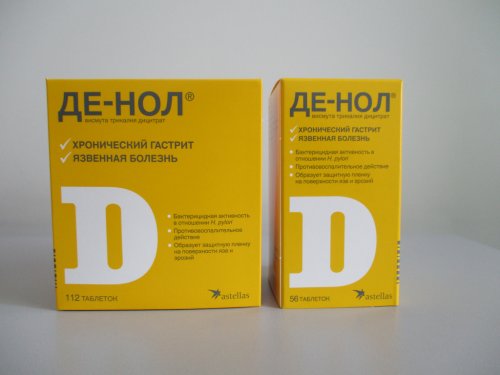 ДЕ-НОЛ®
висмута трикалия дицитрат
ХРОНИЧЕСКИЙ ГАСТРИТ
ЯЗВЕННАЯ БОЛЕЗНЬ
D
Бактерицидная активность
в отношении H. pylori
Противовоспалительное
действие
Образует защитную пленку
на поверхности язв и
эрозий
112 ТАБЛЕТОК
astellas
ДЕ-НОЛ®
висмута трикалия дицитрат
ХРОНИЧЕСКИЙ ГАСТРИТ
ЯЗВЕННАЯ БОЛЕЗНЬ
Бактерицидная активность в
отношении H. pylori
Противовоспалительное действие
Образует защитную пленку
на поверхности язв и эрозий
D
56 ТАБЛЕТОК
astellas